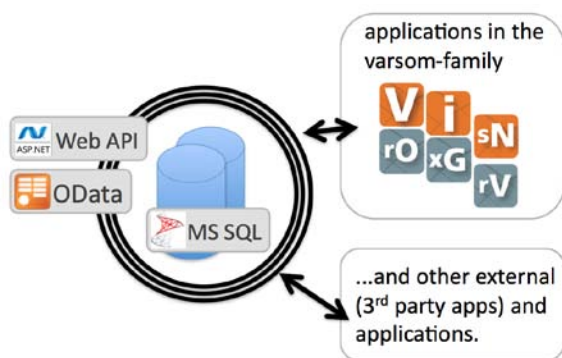 applications in the
varsom-family
V i sN
rO xG rV
ASP.NET Web API
OData
MS SQL
...and other external
(3rd party apps) and
applications.